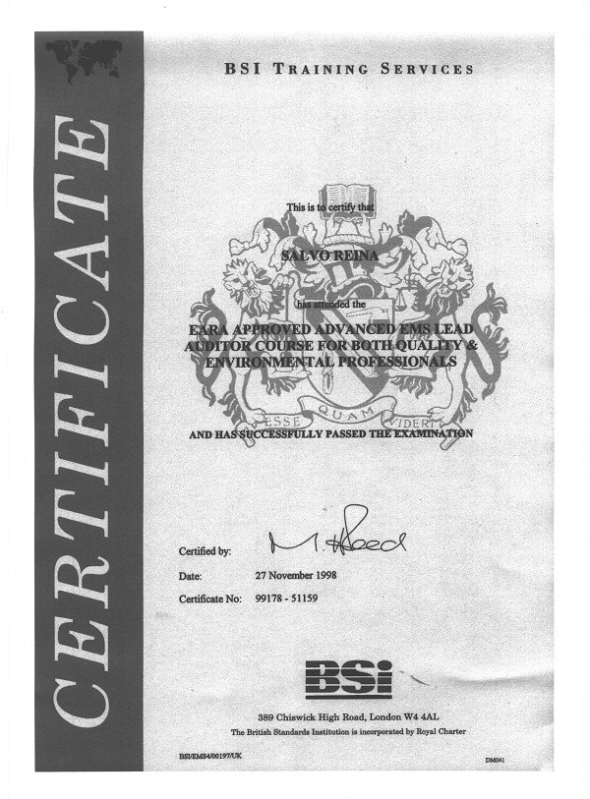 CERTIFICATE
BSI TRAINING SERVICES
This is to certify that
SALVO REINA
has attended the
EARA APPROVED ADVANCED EMS LEAD
AUDITOR COURSE FOR BOTH QUALITY &
ENVIRONMENTAL PROFESSIONALS
ESSE QUAM VIDERI
AND HAS SUCCESSFULLY PASSED THE EXAMINATION
Certified by: M. H Reed
Date: 27 November 1998
Certificate No: 99178 - 51159
BSi
389 Chiswick High Road, London W4 4AL
The British Standards Institution is incorporated by Royal Charter
BSI/EMS4/00197/UK DM041